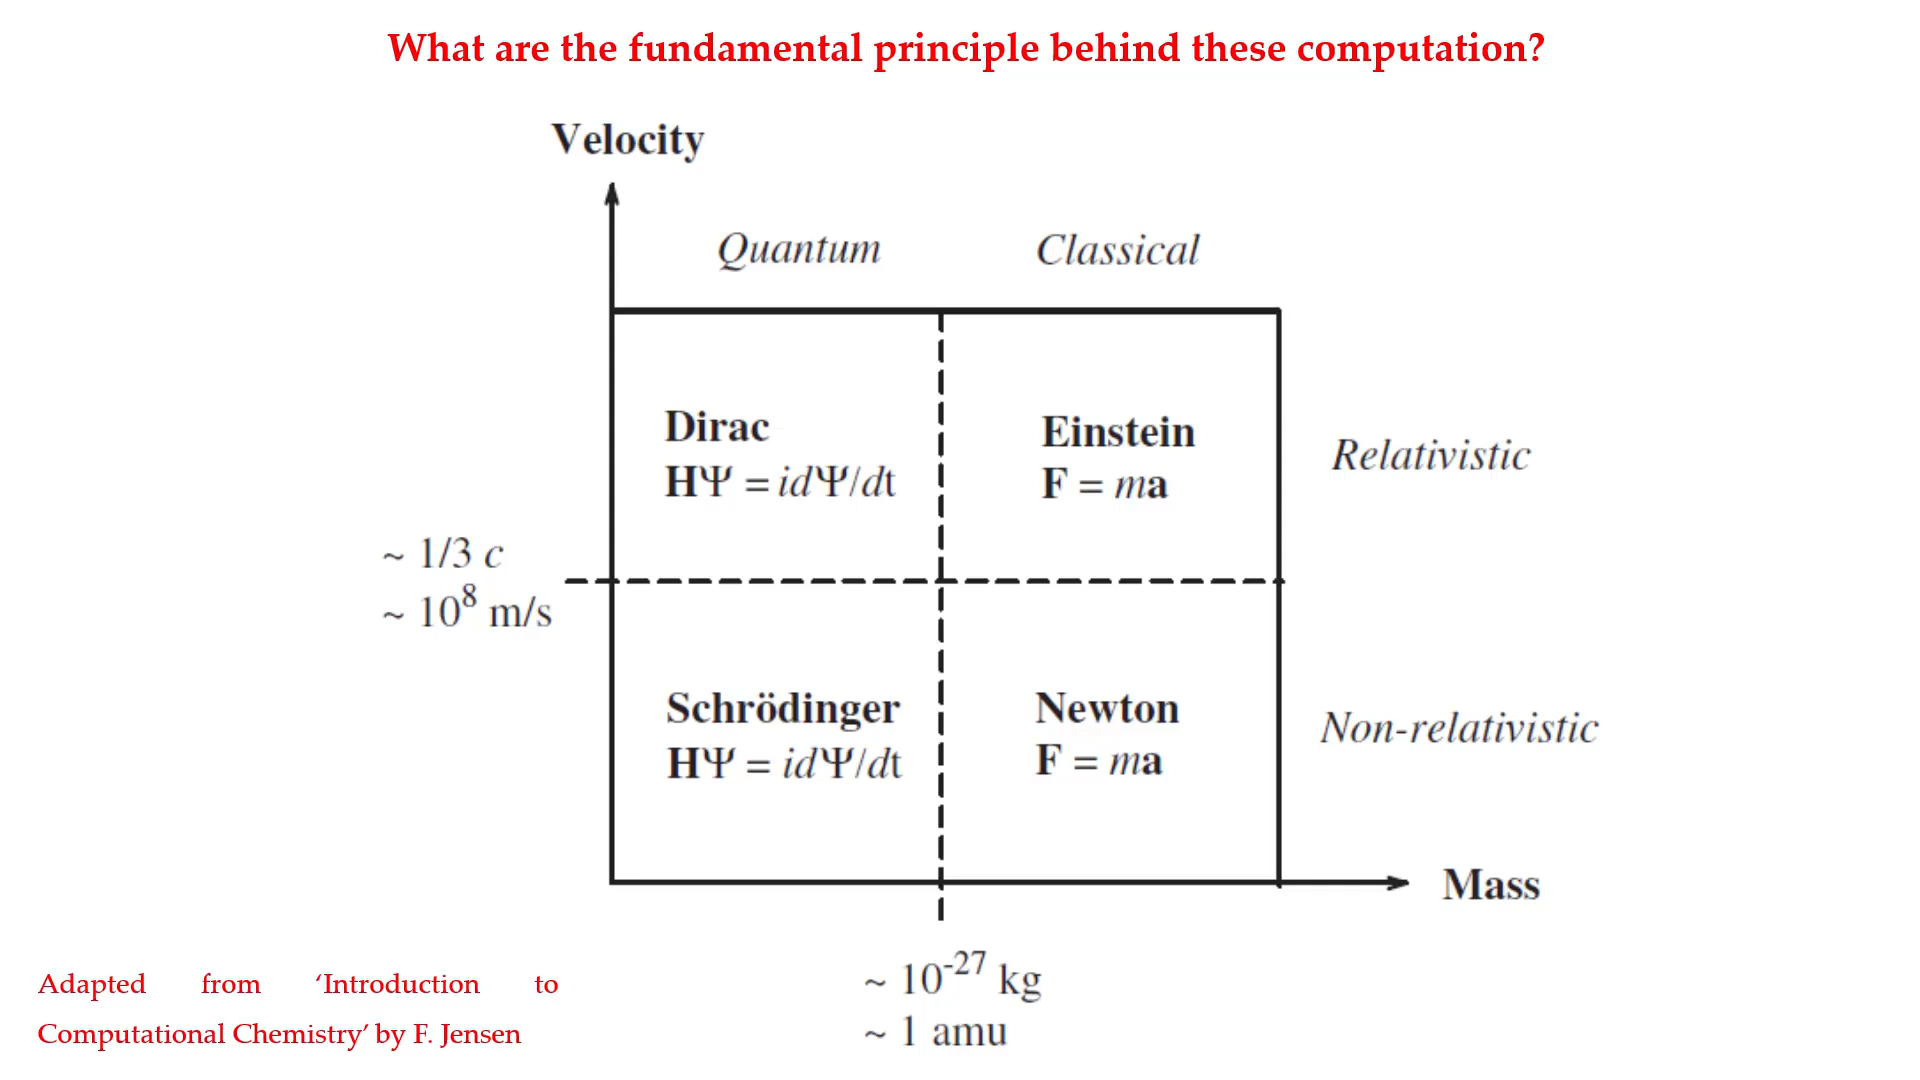 What are the fundamental principle behind these computation?
Velocity
Quantum
Classical
Dirac
HΨ = idΨ/dt
Einstein
F = ma
Relativistic
~ 1/3 c
~ 10⁸ m/s
Schrödinger
HΨ = idΨ/dt
Newton
F = ma
Non-relativistic
Mass
~ 10⁻²⁷ kg
~ 1 amu
Adapted from ‘Introduction to
Computational Chemistry’ by F. Jensen